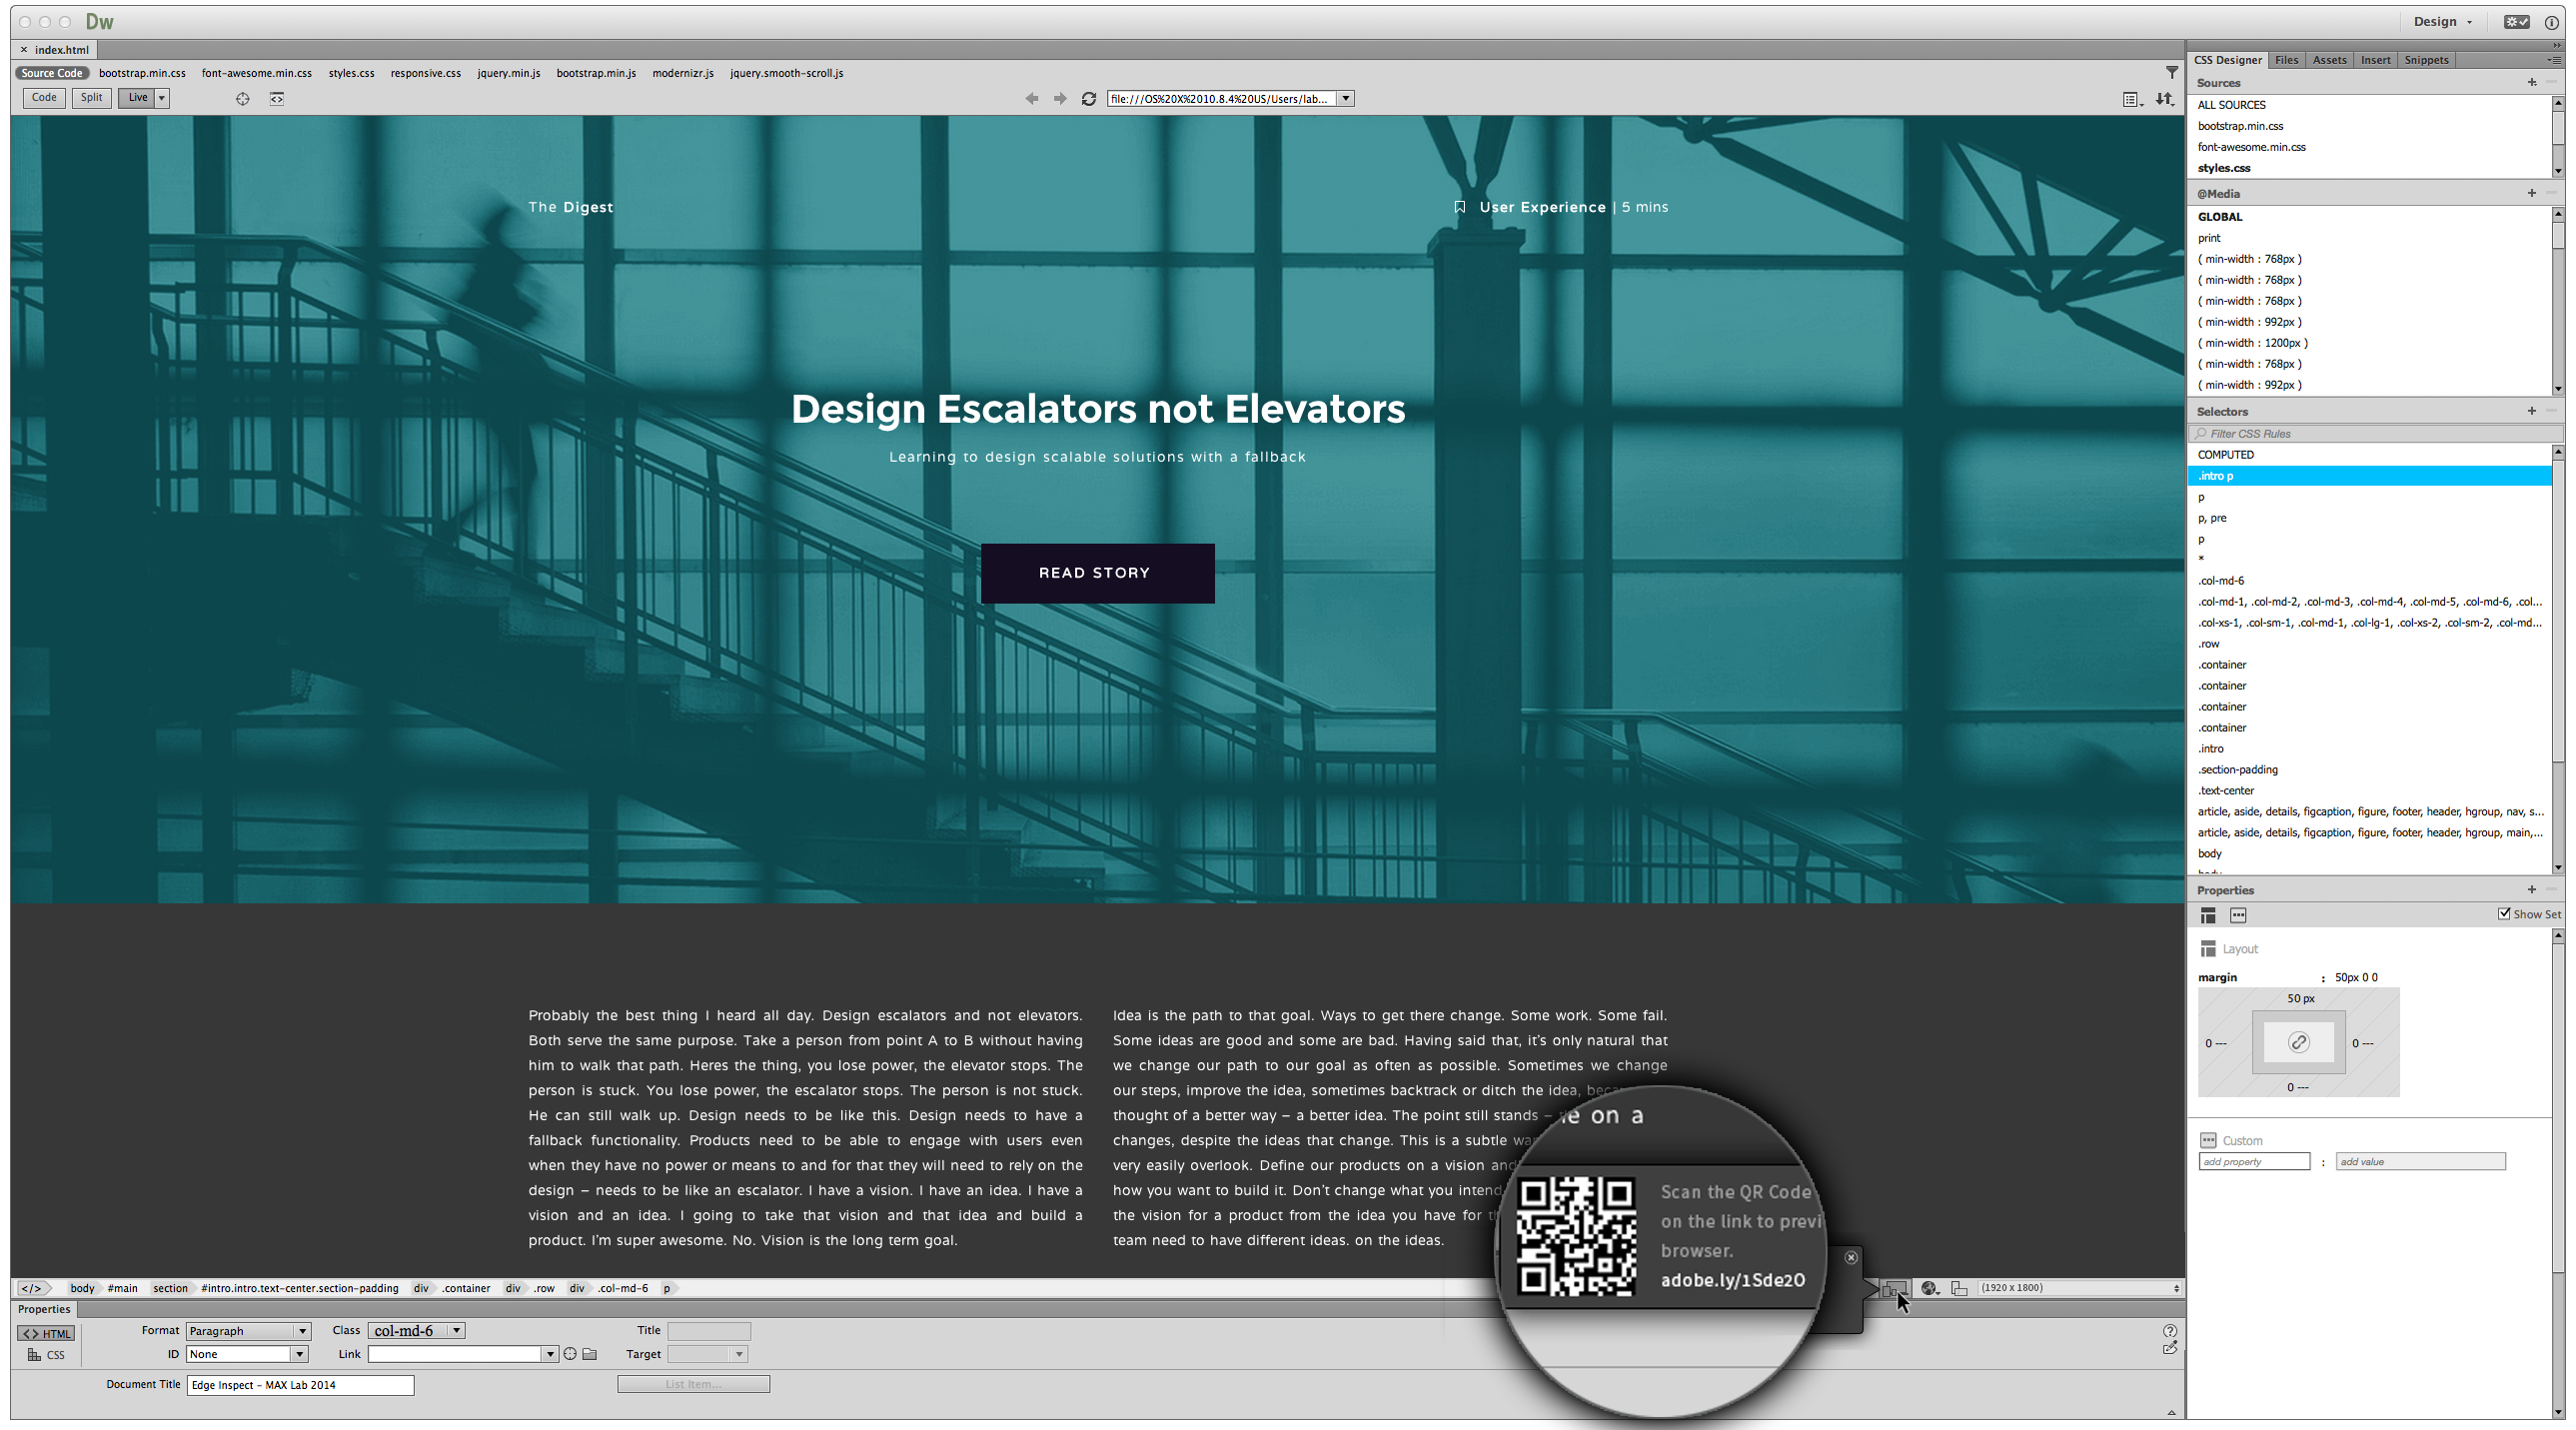 Dw
Design
× index.html
Source Code bootstrap.min.css font-awesome.min.css styles.css responsive.css jquery.min.js bootstrap.min.js modernizr.js jquery.smooth-scroll.js
Code Split Live
file:///OS%20X%2010.8.4%20US/Users/lab...
The Digest
User Experience | 5 mins
Design Escalators not Elevators
Learning to design scalable solutions with a fallback
READ STORY
Probably the best thing I heard all day. Design escalators and not elevators.
Both serve the same purpose. Take a person from point A to B without having
him to walk that path. Heres the thing, you lose power, the elevator stops. The
person is stuck. You lose power, the escalator stops. The person is not stuck.
He can still walk up. Design needs to be like this. Design needs to have a
fallback functionality. Products need to be able to engage with users even
when they have no power or means to and for that they will need to rely on the
design – needs to be like an escalator. I have a vision. I have an idea. I have a
vision and an idea. I going to take that vision and that idea and build a
product. I'm super awesome. No. Vision is the long term goal.
Idea is the path to that goal. Ways to get there change. Some work. Some fail.
Some ideas are good and some are bad. Having said that, it's only natural that
we change our path to our goal as often as possible. Sometimes we change
our steps, improve the idea, sometimes backtrack or ditch the idea,
thought of a better way – a better idea. The point still stands –
changes, despite the ideas that change. This is a subtle
very easily overlook. Define our products on a vision and
how you want to build it. Don't change what you intend
the vision for a product from the idea you have for
team need to have different ideas. on the ideas.
on a
Scan the QR Code
on the link to previ
browser.
adobe.ly/1Sde2O
</> body #main section #intro.intro.text-center.section-padding div .container div .row div .col-md-6 p
(1920 x 1800)
Properties
<> HTML
CSS
Format Paragraph Class col-md-6 Title
ID None Link Target
Document Title Edge Inspect - MAX Lab 2014 List Item...
CSS Designer Files Assets Insert Snippets
Sources
ALL SOURCES
bootstrap.min.css
font-awesome.min.css
styles.css
@Media
GLOBAL
print
( min-width : 768px )
( min-width : 768px )
( min-width : 768px )
( min-width : 992px )
( min-width : 1200px )
( min-width : 768px )
( min-width : 992px )
Selectors
Filter CSS Rules
COMPUTED
.intro p
p
p, pre
p
*
.col-md-6
.col-md-1, .col-md-2, .col-md-3, .col-md-4, .col-md-5, .col-md-6, .col...
.col-xs-1, .col-sm-1, .col-md-1, .col-lg-1, .col-xs-2, .col-sm-2, .col-md...
.row
.container
.container
.container
.container
.intro
.section-padding
.text-center
article, aside, details, figcaption, figure, footer, header, hgroup, nav, s...
article, aside, details, figcaption, figure, footer, header, hgroup, main,...
body
Properties
Show Set
Layout
margin : 50px 0 0
50 px
0 --- 0 ---
0 ---
Custom
add property : add value